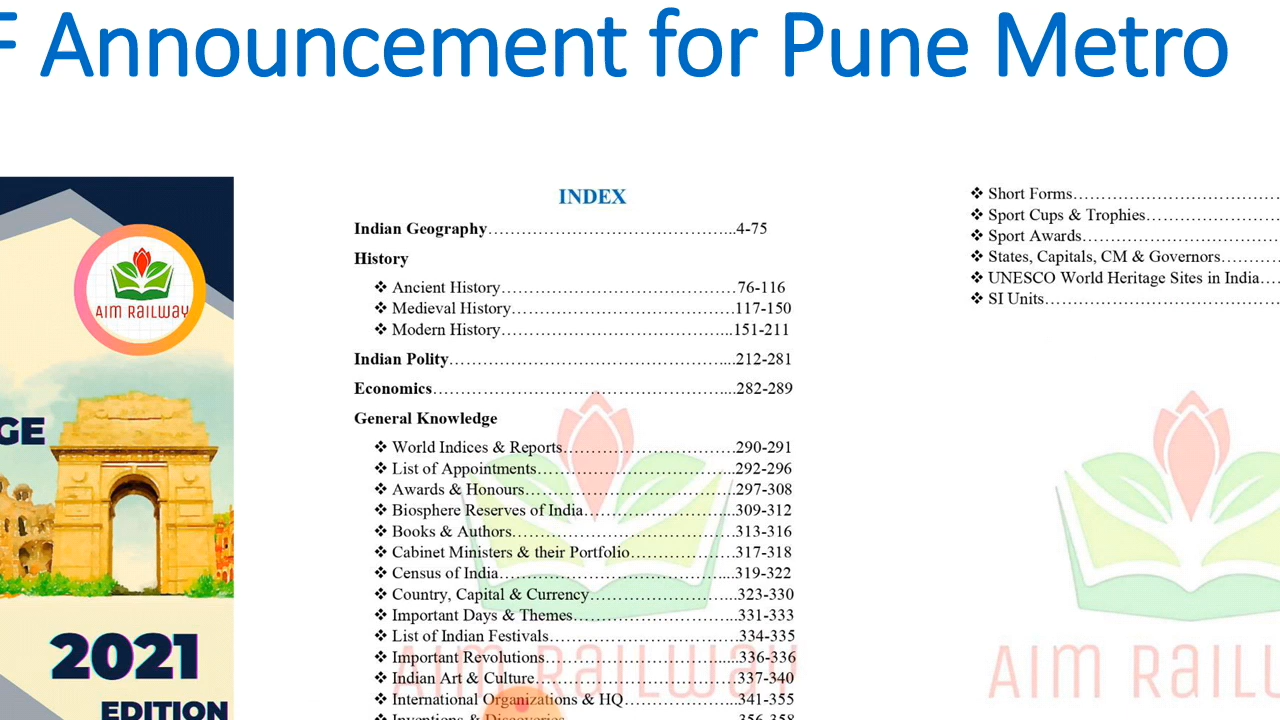 F Announcement for Pune Metro
AIM RAILWAY
GE
2021
EDITION
INDEX
Indian Geography……………………………………...4-75
History
❖ Ancient History……………………………………76-116
❖ Medieval History…………………………………….117-150
❖ Modern History……………………………………...151-211
Indian Polity………………………………………………....212-281
Economics…………………………………………………...282-289
General Knowledge
❖ World Indices & Reports…………………………….290-291
❖ List of Appointments………………………………...292-296
❖ Awards & Honours…………………………………….297-308
❖ Biosphere Reserves of India…………………………....309-312
❖ Books & Authors……………………………………...313-316
❖ Cabinet Ministers & their Portfolio………………….317-318
❖ Census of India………………………………………....319-322
❖ Country, Capital & Currency………………………...323-330
❖ Important Days & Themes…………………………...331-333
❖ List of Indian Festivals……………………………….334-335
❖ Important Revolutions………………………………......336-336
❖ Indian Art & Culture…………………………………..337-340
❖ International Organizations & HQ…………………...341-355
❖ Inventions & Discoveries……………………………356-358
❖ Short Forms……………………………………
❖ Sport Cups & Trophies………………………
❖ Sport Awards…………………………………
❖ States, Capitals, CM & Governors………
❖ UNESCO World Heritage Sites in India…
❖ SI Units…………………………………………
AIM RAILWAY
AIM RAILW